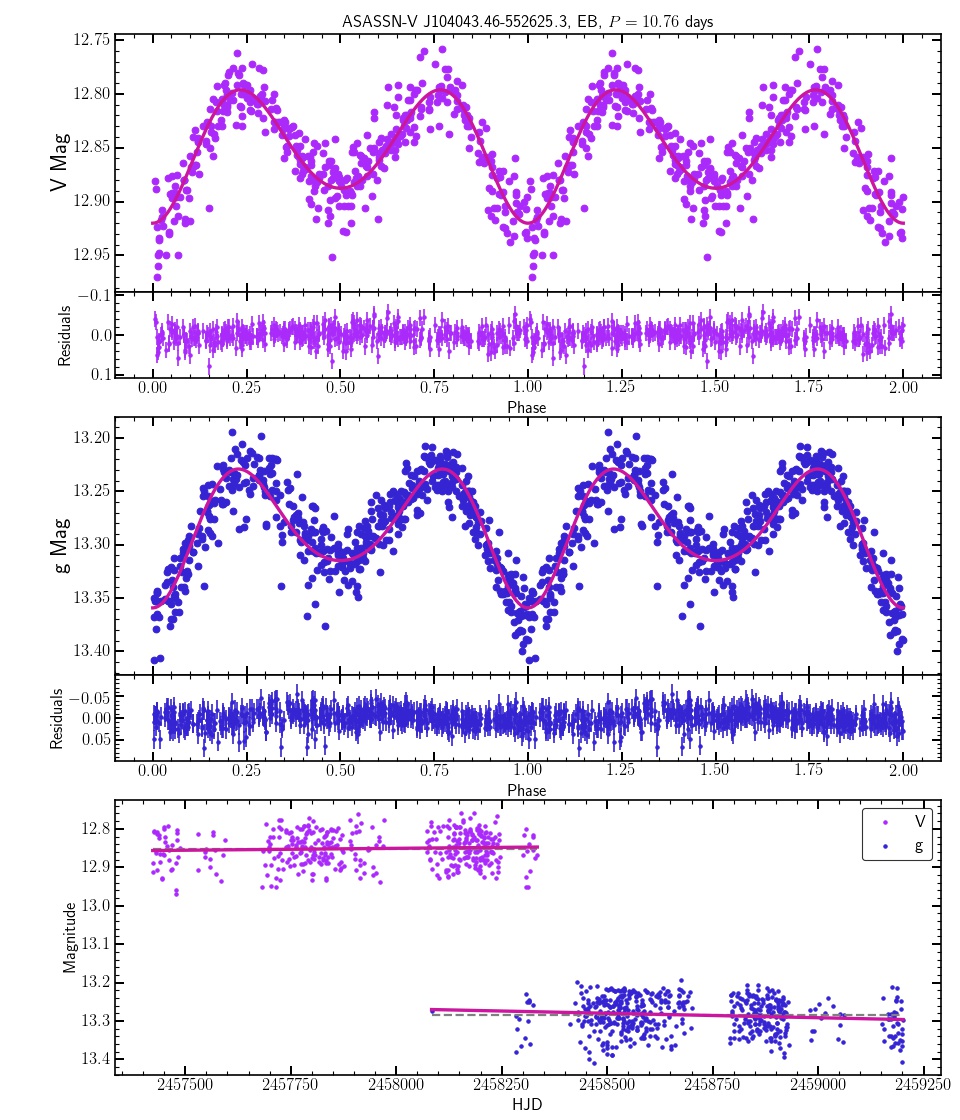 ASASSN-V J104043.46-552625.3, EB, P = 10.76 days
12.75
12.80
12.85
12.90
12.95
V Mag
−0.1
0.0
0.1
Residuals
0.00 0.25 0.50 0.75 1.00 1.25 1.50 1.75 2.00
Phase
13.20
13.25
13.30
13.35
13.40
g Mag
−0.05
0.00
0.05
Residuals
0.00 0.25 0.50 0.75 1.00 1.25 1.50 1.75 2.00
Phase
V
g
12.8
12.9
13.0
13.1
13.2
13.3
13.4
Magnitude
2457500 2457750 2458000 2458250 2458500 2458750 2459000 2459250
HJD